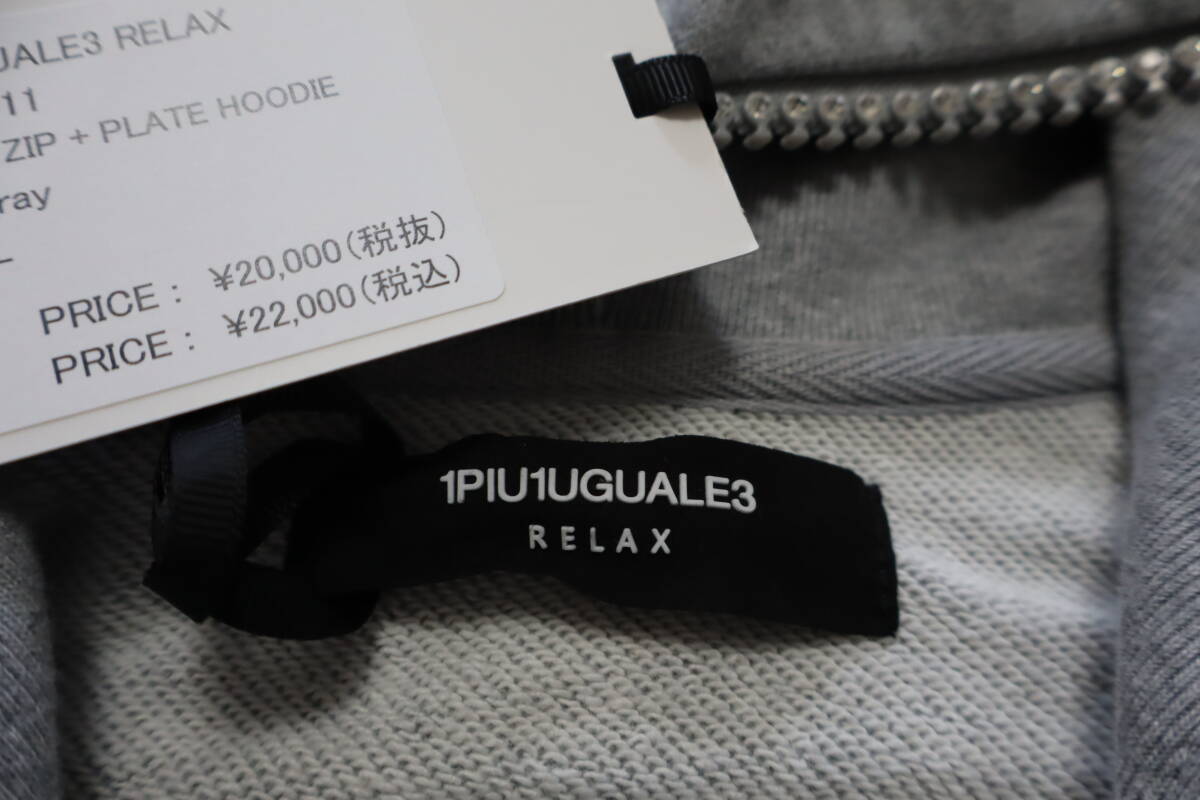 UALE3 RELAX
11
ZIP + PLATE HOODIE
ray
PRICE : ¥20,000(税抜)
PRICE : ¥22,000(税込)
1PIU1UGUALE3
RELAX